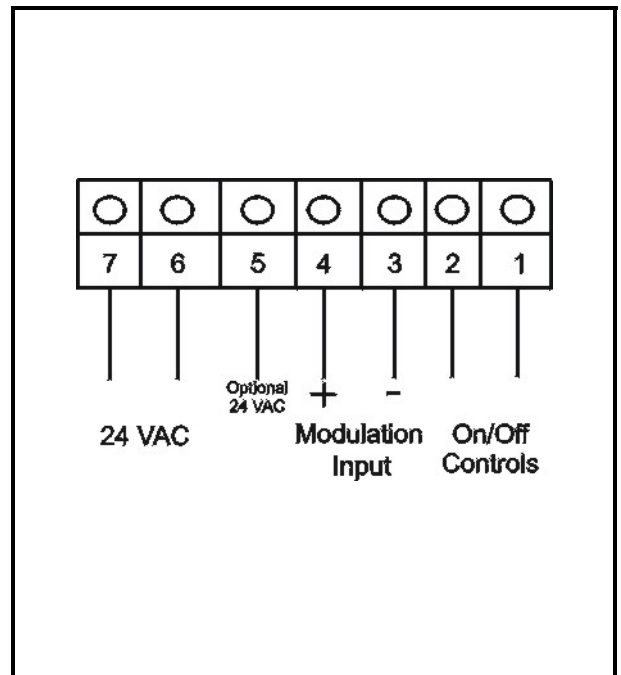 7 6 5 4 3 2 1
Optional
24 VAC
+ -
24 VAC
Modulation
Input
On/Off
Controls